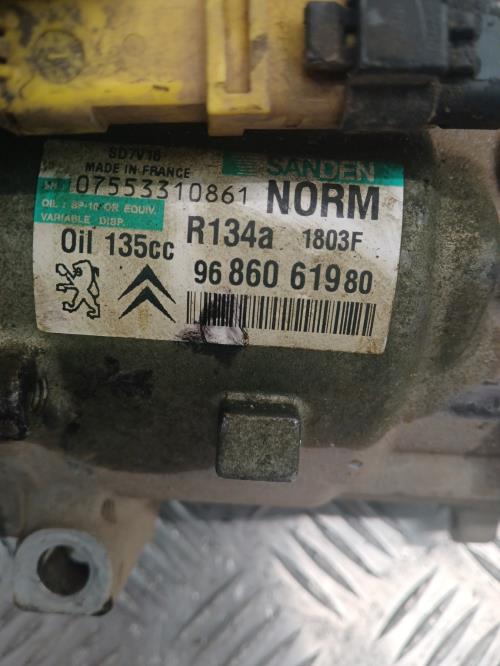 SD7V16
MADE IN FRANCE
SANDEN
SN: 07553310861
OIL : SP-10 OR EQUIV.
VARIABLE DISP.
NORM
Oil 135cc
R134a 1803F
96 860 619 80